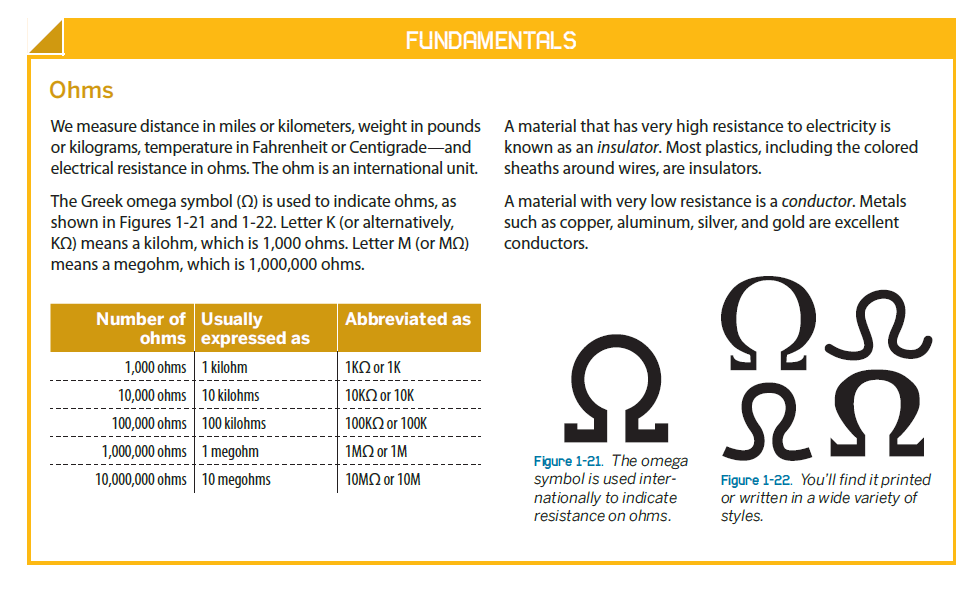 FUNDAMENTALS
Ohms
We measure distance in miles or kilometers, weight in pounds
or kilograms, temperature in Fahrenheit or Centigrade—and
electrical resistance in ohms. The ohm is an international unit.
The Greek omega symbol (Ω) is used to indicate ohms, as
shown in Figures 1-21 and 1-22. Letter K (or alternatively,
KΩ) means a kilohm, which is 1,000 ohms. Letter M (or MΩ)
means a megohm, which is 1,000,000 ohms.
Number of ohms | Usually expressed as | Abbreviated as
1,000 ohms | 1 kilohm | 1KΩ or 1K
10,000 ohms | 10 kilohms | 10KΩ or 10K
100,000 ohms | 100 kilohms | 100KΩ or 100K
1,000,000 ohms | 1 megohm | 1MΩ or 1M
10,000,000 ohms | 10 megohms | 10MΩ or 10M
A material that has very high resistance to electricity is
known as an insulator. Most plastics, including the colored
sheaths around wires, are insulators.
A material with very low resistance is a conductor. Metals
such as copper, aluminum, silver, and gold are excellent
conductors.
Ω
Figure 1-21. The omega
symbol is used inter-
nationally to indicate
resistance on ohms.
Ω Ω
Ω Ω
Figure 1-22. You'll find it printed
or written in a wide variety of
styles.